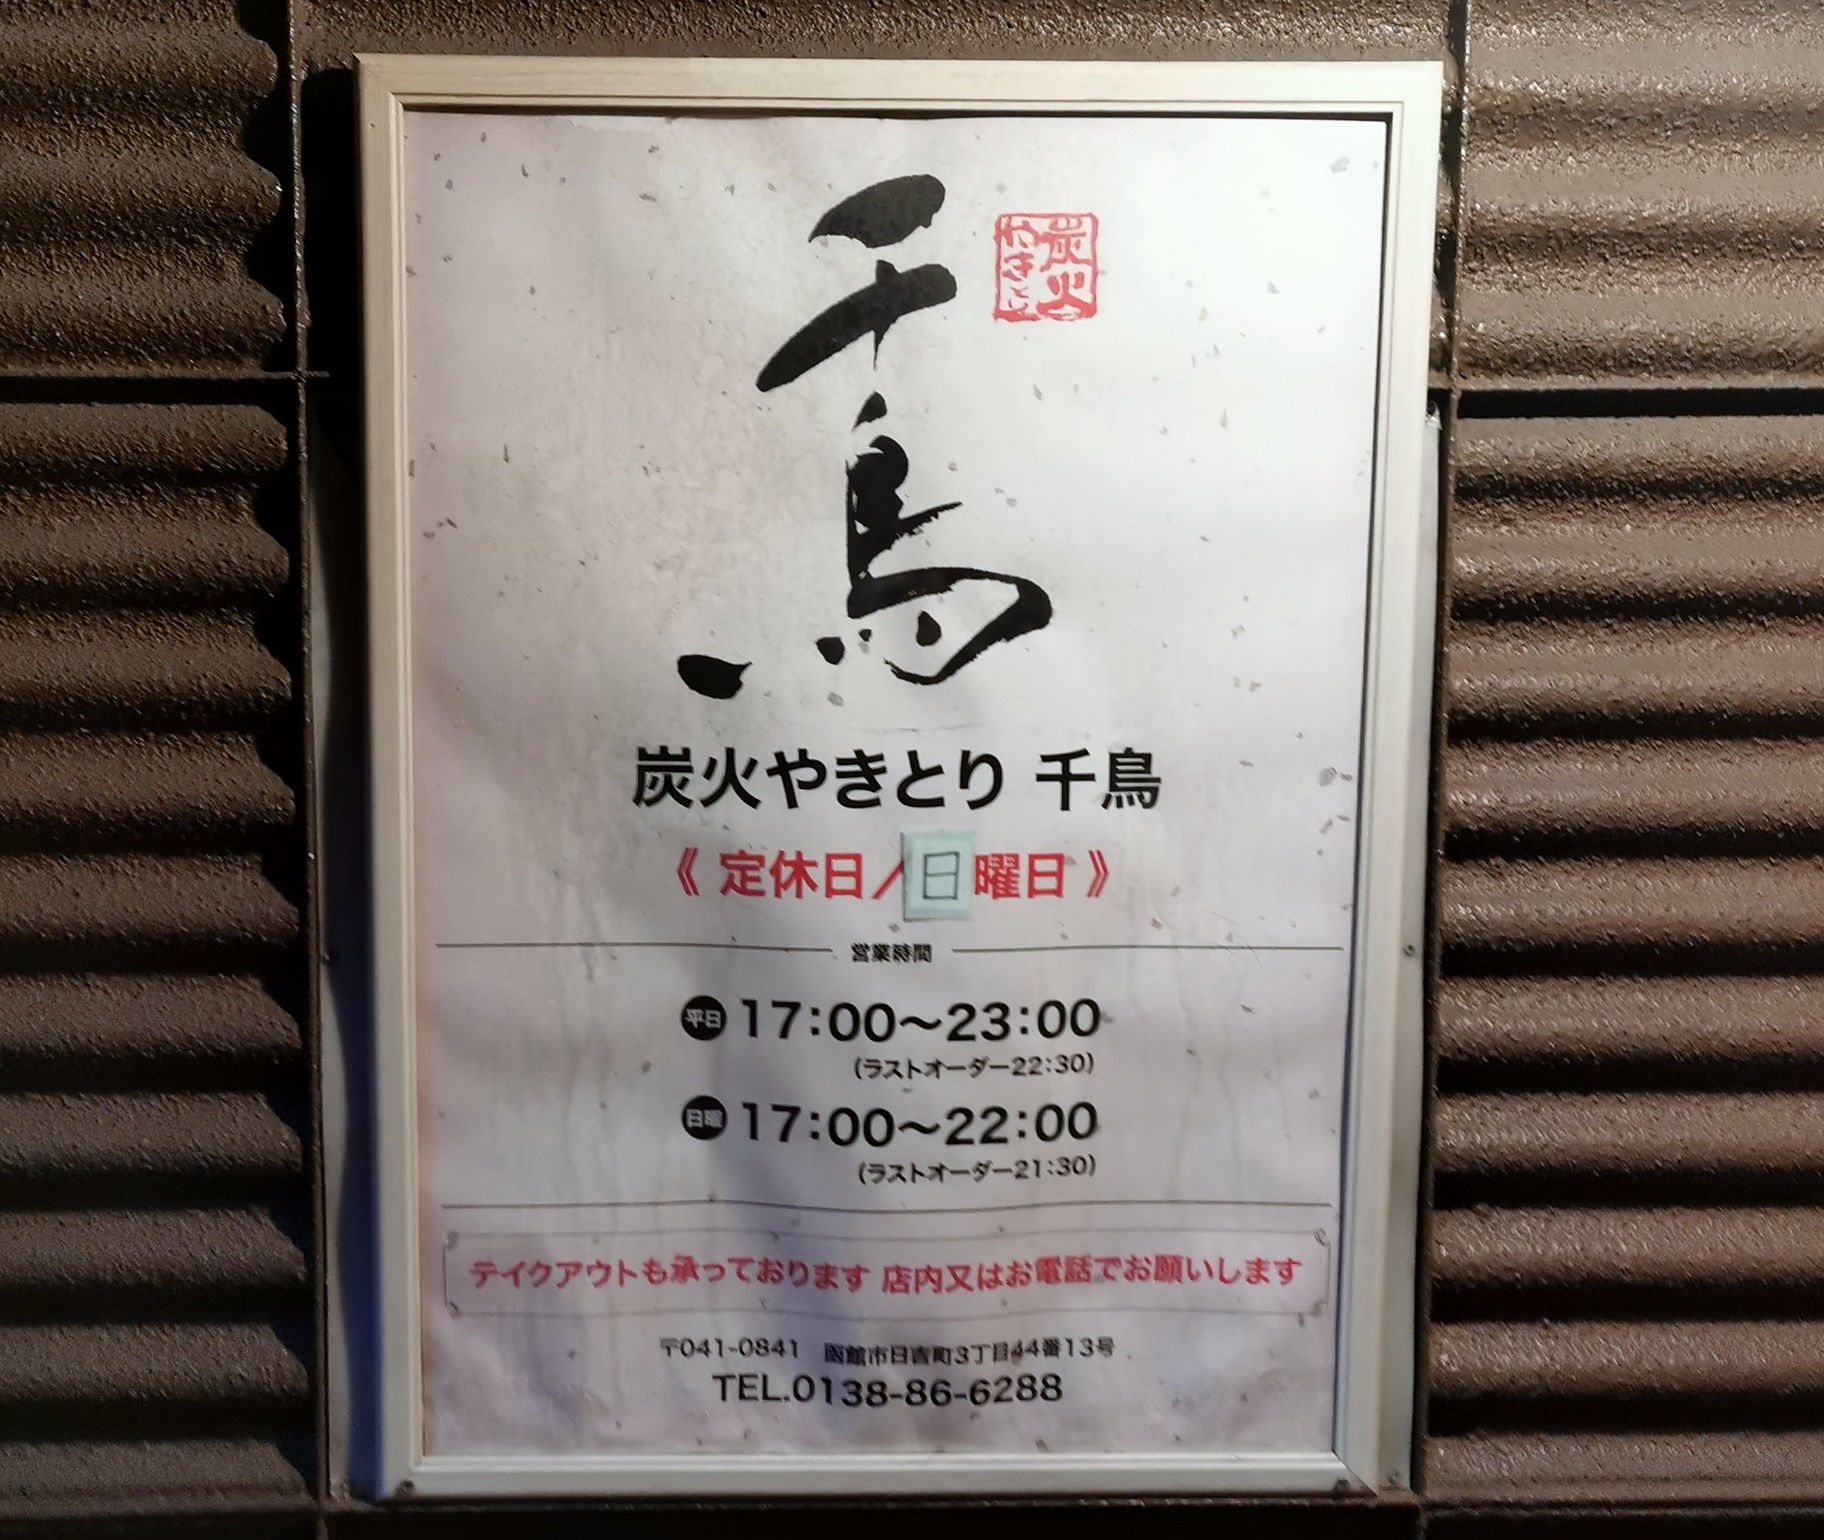 千鳥
炭火
やきとり
炭火やきとり 千鳥
《 定休日／日曜日 》
営業時間
平日 17:00〜23:00
(ラストオーダー22:30)
日曜 17:00〜22:00
(ラストオーダー21:30)
テイクアウトも承っております 店内又はお電話でお願いします
〒041-0841 函館市日吉町3丁目44番13号
TEL.0138-86-6288